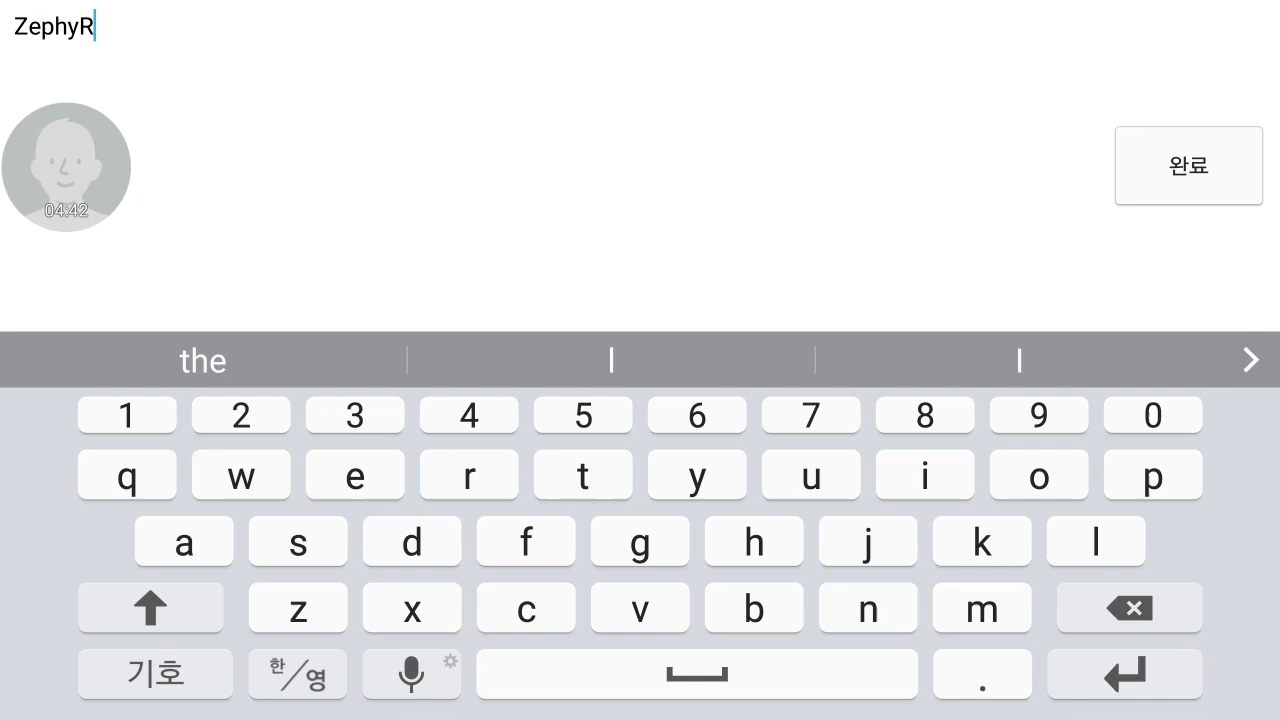 ZephyR
04:42
완료
the l l
1 2 3 4 5 6 7 8 9 0
q w e r t y u i o p
a s d f g h j k l
z x c v b n m
기호 한/영 .